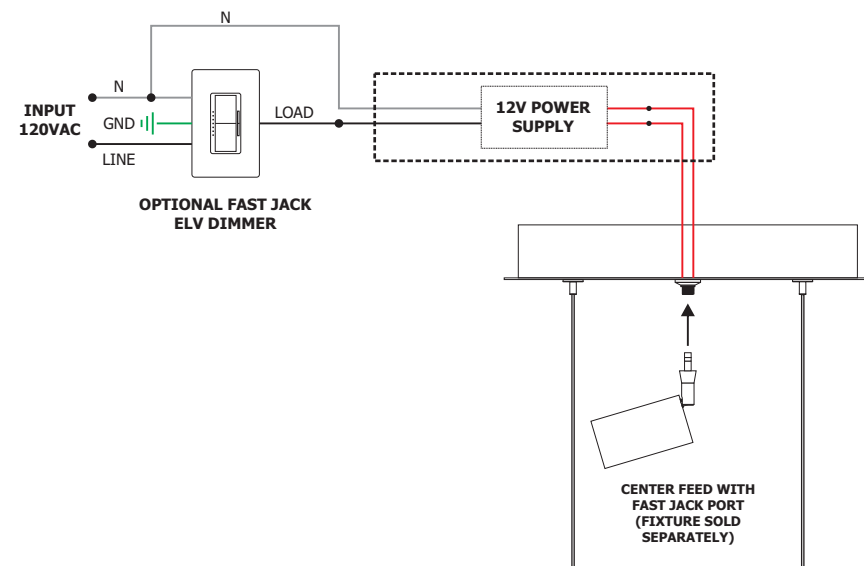 N
N
INPUT
120VAC
GND
LINE
LOAD
12V POWER
SUPPLY
OPTIONAL FAST JACK
ELV DIMMER
CENTER FEED WITH
FAST JACK PORT
(FIXTURE SOLD
SEPARATELY)